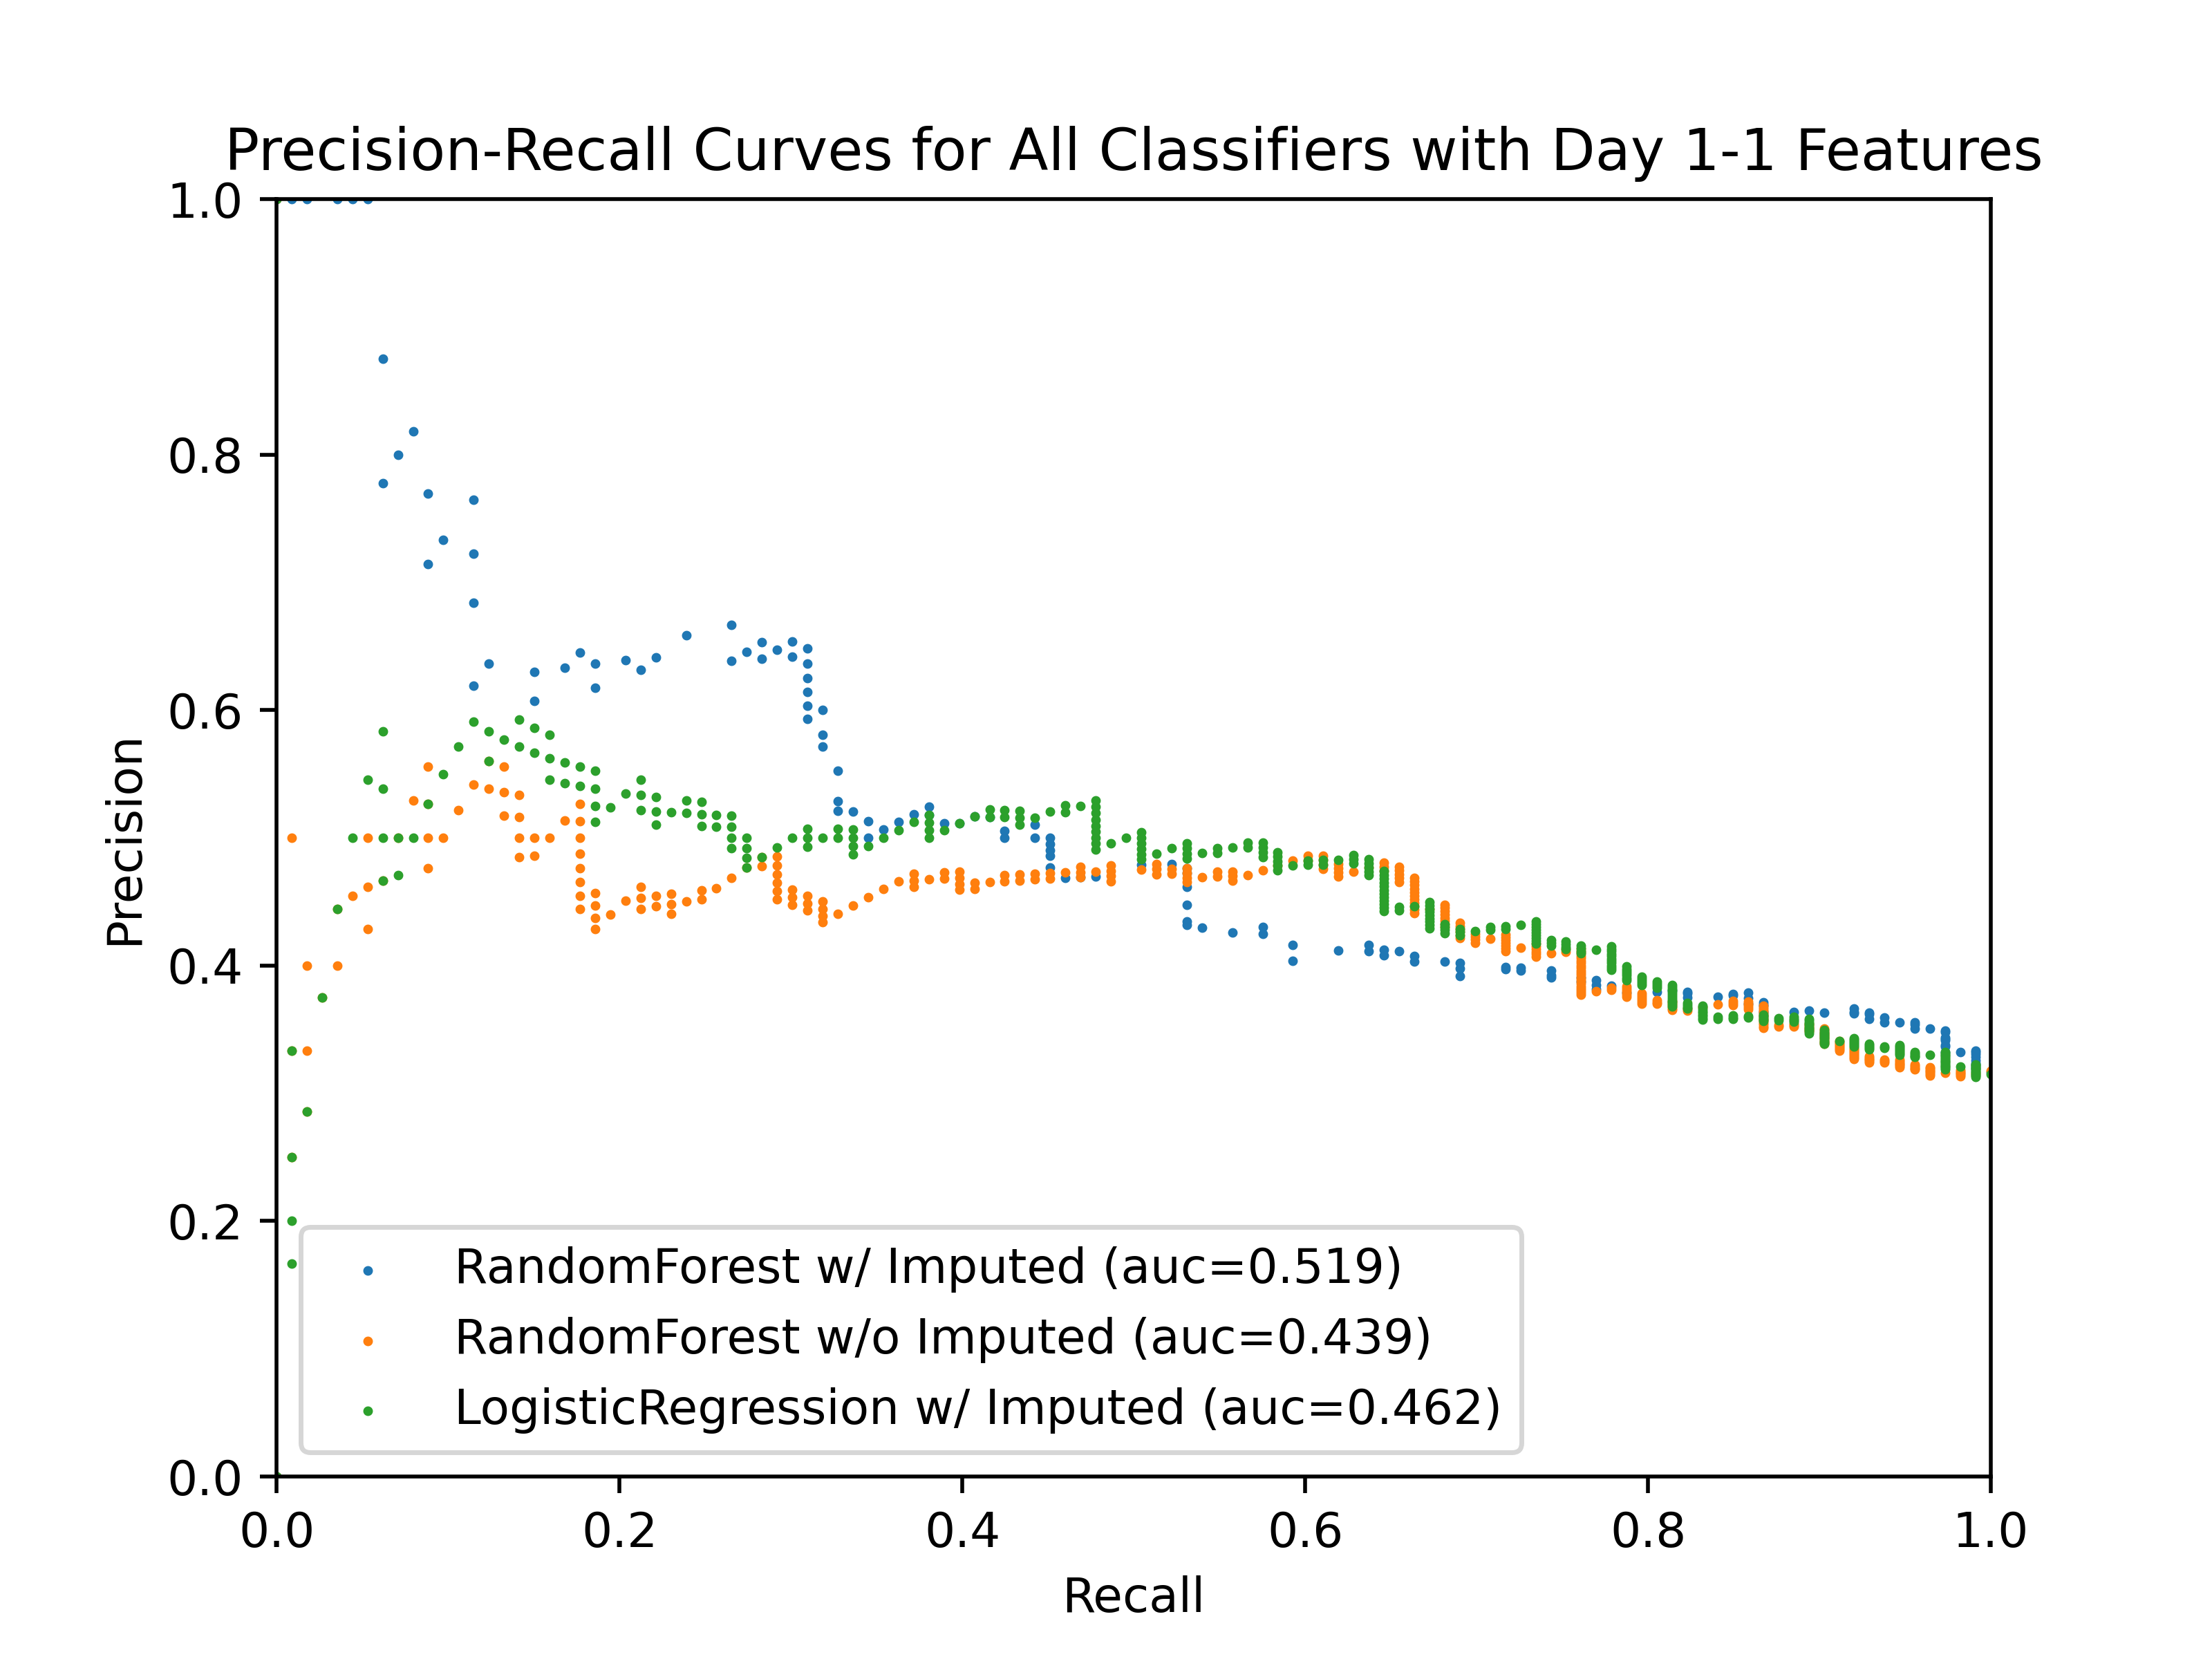 Precision-Recall Curves for All Classifiers with Day 1-1 Features
1.0
0.8
0.6
0.4
0.2
0.0
Precision
RandomForest w/ Imputed (auc=0.519)
RandomForest w/o Imputed (auc=0.439)
LogisticRegression w/ Imputed (auc=0.462)
0.0 0.2 0.4 0.6 0.8 1.0
Recall